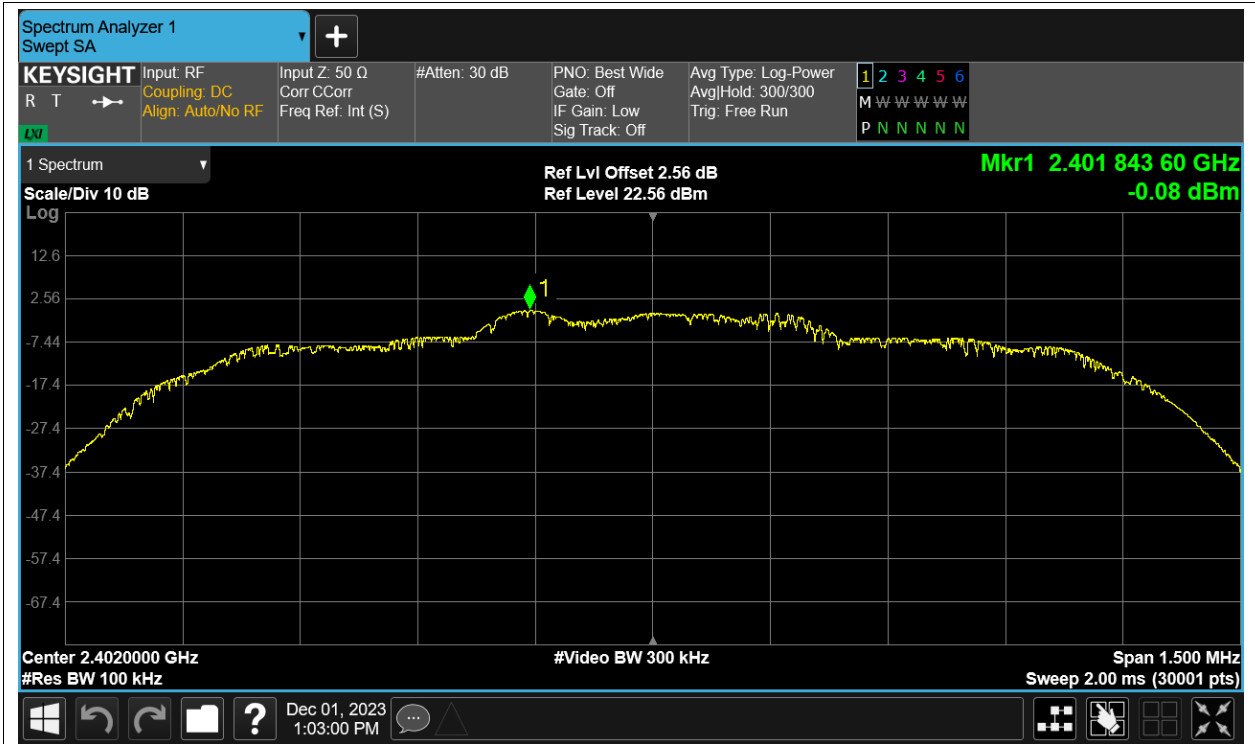 Spectrum Analyzer 1
Swept SA
KEYSIGHT
R T
LXI
Input: RF
Coupling: DC
Align: Auto/No RF
Input Z: 50 Ω
Corr CCorr
Freq Ref: Int (S)
#Atten: 30 dB
PNO: Best Wide
Gate: Off
IF Gain: Low
Sig Track: Off
Avg Type: Log-Power
Avg|Hold: 300/300
Trig: Free Run
1 2 3 4 5 6
M W W W W W
P N N N N N
1 Spectrum
Scale/Div 10 dB
Log
Ref Lvl Offset 2.56 dB
Ref Level 22.56 dBm
Mkr1 2.401 843 60 GHz
-0.08 dBm
12.6
2.56
-7.44
-17.4
-27.4
-37.4
-47.4
-57.4
-67.4
1
Center 2.4020000 GHz
#Res BW 100 kHz
#Video BW 300 kHz
Span 1.500 MHz
Sweep 2.00 ms (30001 pts)
?
Dec 01, 2023
1:03:00 PM